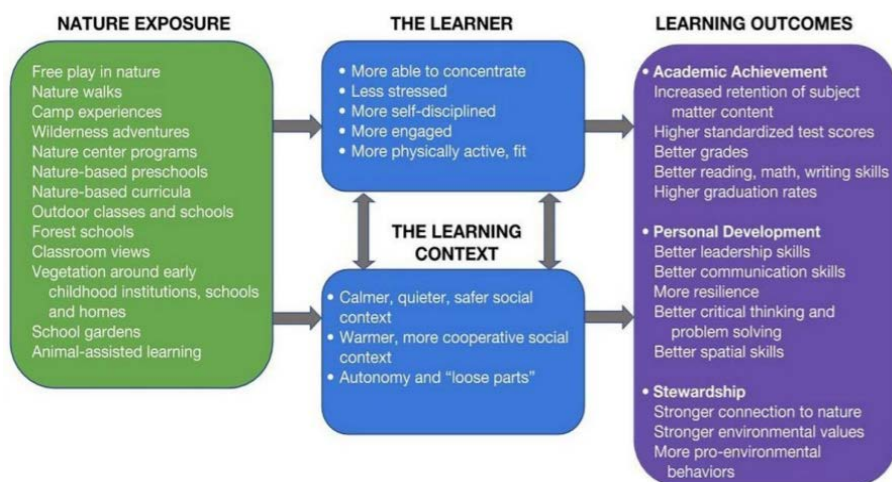 NATURE EXPOSURE
Free play in nature
Nature walks
Camp experiences
Wilderness adventures
Nature center programs
Nature-based preschools
Nature-based curricula
Outdoor classes and schools
Forest schools
Classroom views
Vegetation around early
childhood institutions, schools
and homes
School gardens
Animal-assisted learning
THE LEARNER
• More able to concentrate
• Less stressed
• More self-disciplined
• More engaged
• More physically active, fit
THE LEARNING
CONTEXT
• Calmer, quieter, safer social
context
• Warmer, more cooperative social
context
• Autonomy and “loose parts”
LEARNING OUTCOMES
• Academic Achievement
Increased retention of subject
matter content
Higher standardized test scores
Better grades
Better reading, math, writing skills
Higher graduation rates
• Personal Development
Better leadership skills
Better communication skills
More resilience
Better critical thinking and
problem solving
Better spatial skills
• Stewardship
Stronger connection to nature
Stronger environmental values
More pro-environmental
behaviors